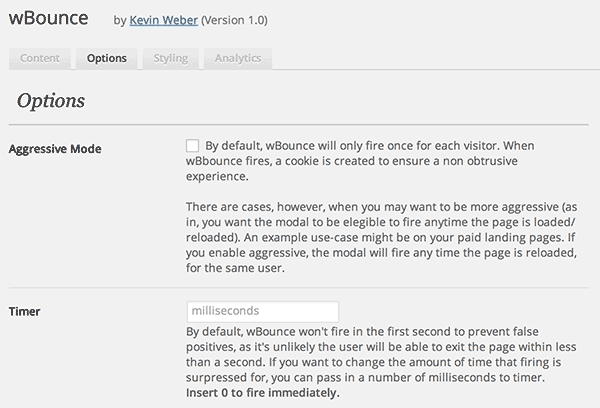 wBounce by Kevin Weber (Version 1.0)
Content Options Styling Analytics
Options
Aggressive Mode
By default, wBounce will only fire once for each visitor. When
wBbounce fires, a cookie is created to ensure a non obtrusive
experience.
There are cases, however, when you may want to be more aggressive (as
in, you want the modal to be elegible to fire anytime the page is loaded/
reloaded). An example use-case might be on your paid landing pages. If
you enable aggressive, the modal will fire any time the page is reloaded,
for the same user.
Timer
milliseconds
By default, wBounce won't fire in the first second to prevent false
positives, as it's unlikely the user will be able to exit the page within less
than a second. If you want to change the amount of time that firing is
surpressed for, you can pass in a number of milliseconds to timer.
Insert 0 to fire immediately.